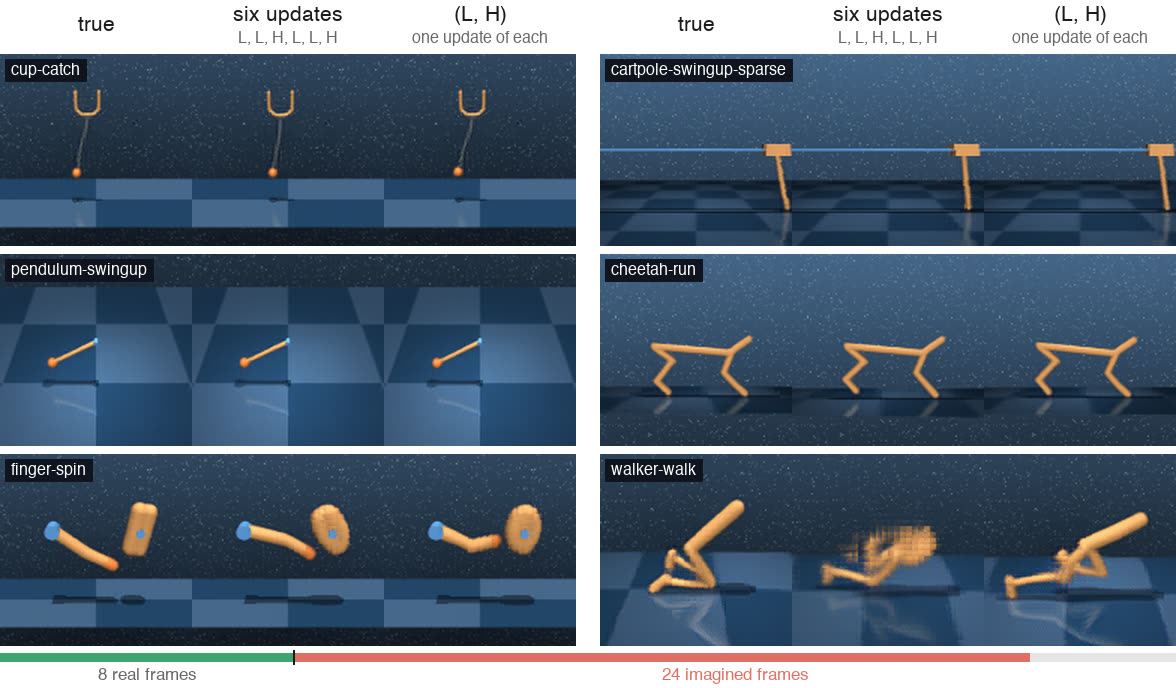 true
six updates
L, L, H, L, L, H
(L, H)
one update of each
true
six updates
L, L, H, L, L, H
(L, H)
one update of each
cup-catch
cartpole-swingup-sparse
pendulum-swingup
cheetah-run
finger-spin
walker-walk
8 real frames
24 imagined frames